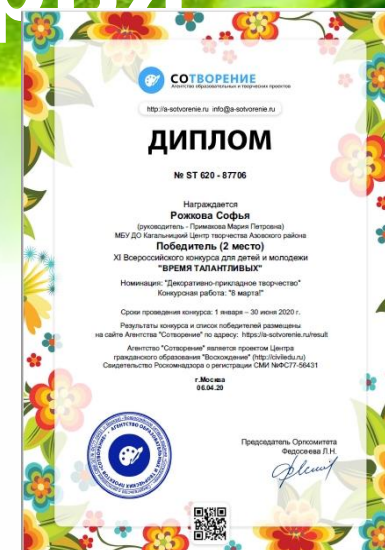 СОТВОРЕНИЕ
Агентство образовательных и творческих проектов
http://a-sotvorenie.ru info@a-sotvorenie.ru
ДИПЛОМ
№ ST 620 - 87706
Награждается
Рожкова Софья
(руководитель - Примакова Мария Петровна)
МБУ ДО Кагальницкий Центр творчества Азовского района
Победитель (2 место)
XI Всероссийского конкурса для детей и молодежи
"ВРЕМЯ ТАЛАНТЛИВЫХ"
Номинация: "Декоративно-прикладное творчество"
Конкурсная работа: "8 марта!"
Сроки проведения конкурса: 1 января – 30 июня 2020 г.
Результаты конкурса и список победителей размещены
на сайте Агентства "Сотворение" по адресу: https://a-sotvorenie.ru/result
Агентство "Сотворение" является проектом Центра
гражданского образования "Восхождение" (http://civiledu.ru)
Свидетельство Роскомнадзора о регистрации СМИ №ФС77-56431
г.Москва
06.04.20
Председатель Оргкомитета
Федосеева Л.Н.